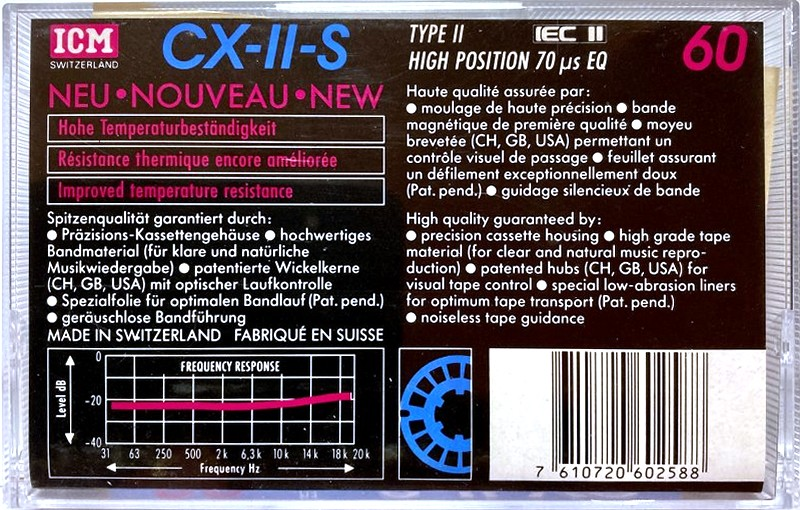 ICM
SWITZERLAND
CX-II-S
TYPE II IEC II
HIGH POSITION 70 µs EQ
60
NEU • NOUVEAU • NEW
Hohe Temperaturbeständigkeit
Résistance thermique encore améliorée
Improved temperature resistance
Spitzenqualität garantiert durch:
● Präzisions-Kassettengehäuse ● hochwertiges
Bandmaterial (für klare und natürliche
Musikwiedergabe) ● patentierte Wickelkerne
(CH, GB, USA) mit optischer Laufkontrolle
● Spezialfolie für optimalen Bandlauf (Pat. pend.)
● geräuschlose Bandführung
MADE IN SWITZERLAND FABRIQUÉ EN SUISSE
Haute qualité assurée par:
● moulage de haute précision ● bande
magnétique de première qualité ● moyeu
brevetée (CH, GB, USA) permettant un
contrôle visuel de passage ● feuillet assurant
un défilement exceptionnellement doux
(Pat. pend.) ● guidage silencieux de bande
High quality guaranteed by:
● precision cassette housing ● high grade tape
material (for clear and natural music repro-
duction) ● patented hubs (CH, GB, USA) for
visual tape control ● special low-abrasion liners
for optimum tape transport (Pat. pend.)
● noiseless tape guidance
FREQUENCY RESPONSE
Level dB
0
-20
-40
31 63 250 500 2k 6,3k 10k 14k 18k 20k
Frequency Hz
7 610720 602588